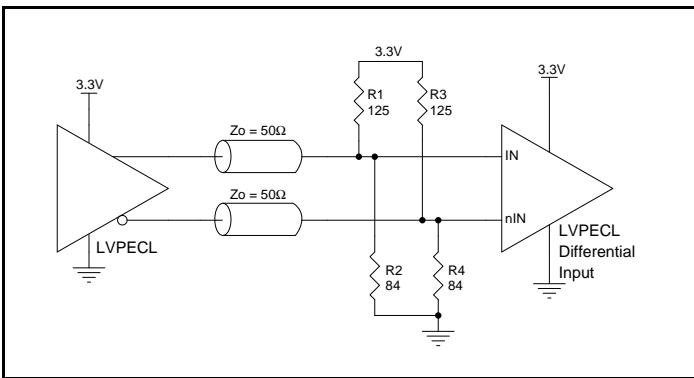 3.3V
3.3V
3.3V
R1
125
R3
125
Zo = 50Ω
IN
Zo = 50Ω
nIN
LVPECL
LVPECL
Differential
Input
R2
84
R4
84